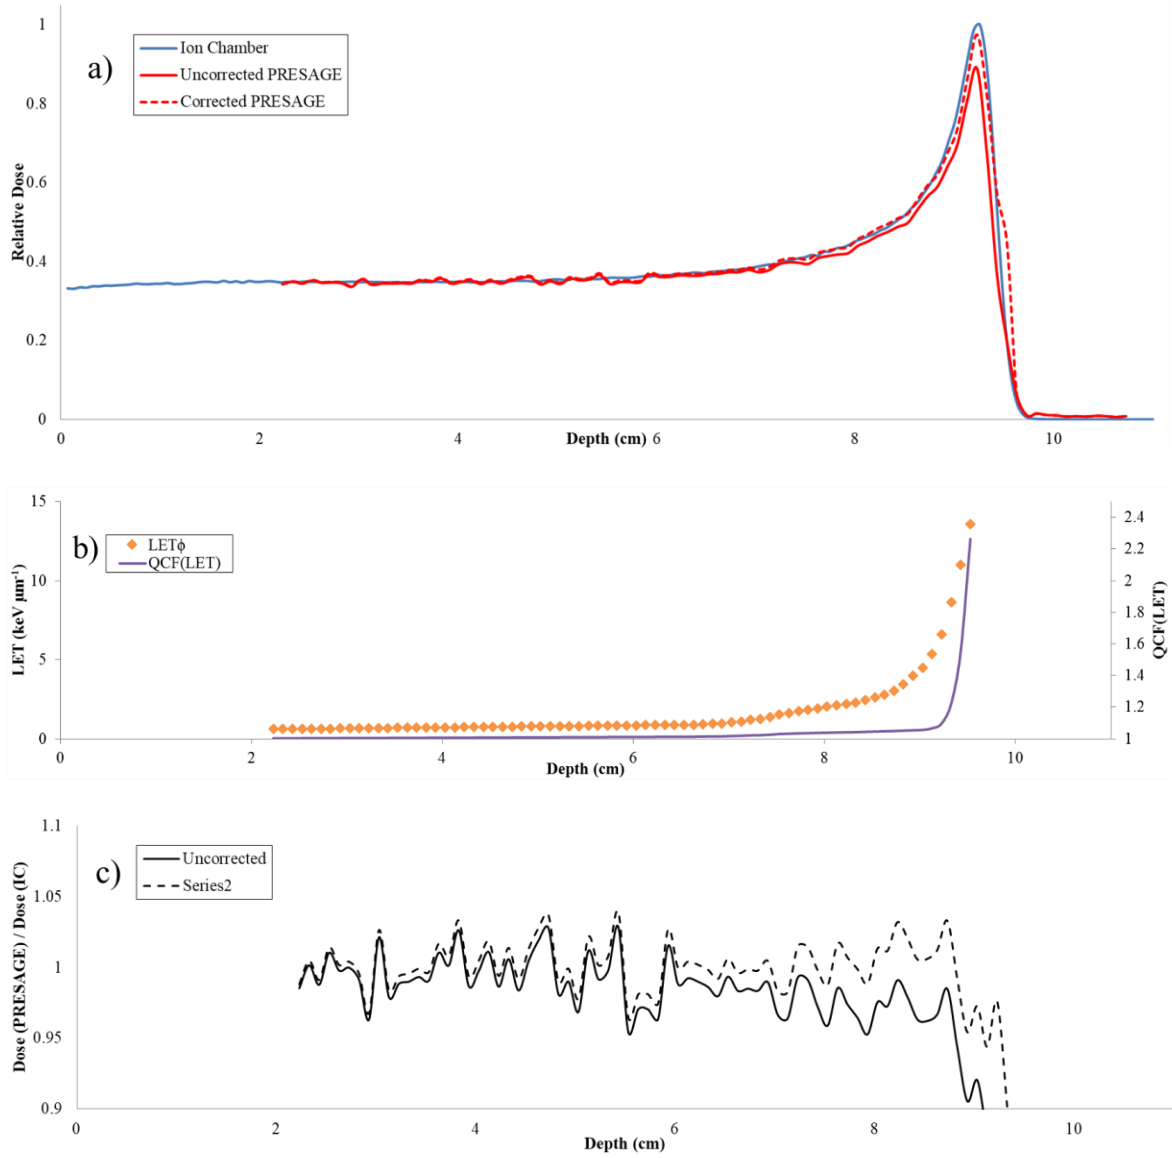 a)
Ion Chamber
Uncorrected PRESAGE
Corrected PRESAGE
Relative Dose
1
0.8
0.6
0.4
0.2
0
0 2 4 6 8 10
Depth (cm)
b)
LETϕ
QCF(LET)
LET (keV μm⁻¹)
15
10
5
0
QCF(LET)
2.4
2.2
2
1.8
1.6
1.4
1.2
1
0 2 4 6 8 10
Depth (cm)
c)
Uncorrected
Series2
Dose (PRESAGE) / Dose (IC)
1.1
1.05
1
0.95
0.9
0 2 4 6 8 10
Depth (cm)